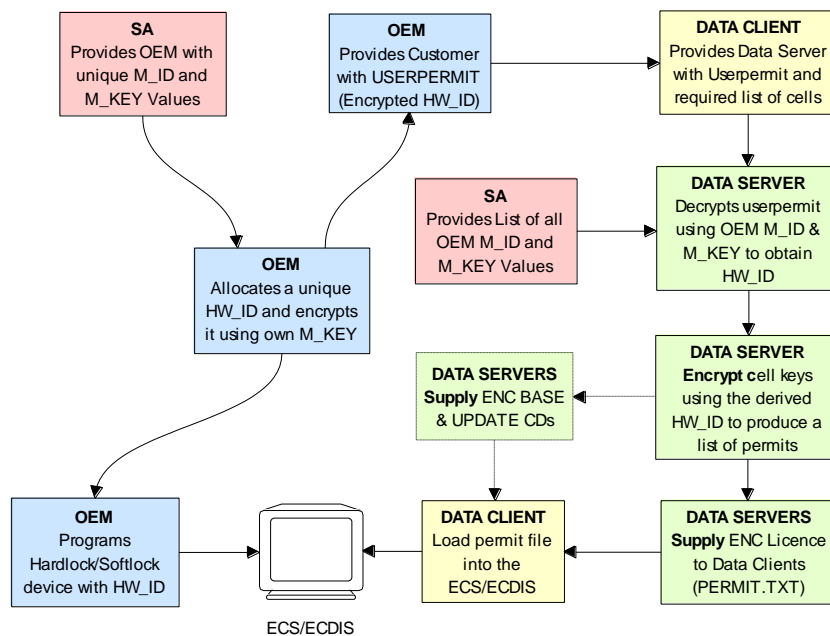 SA
Provides OEM with
unique M_ID and
M_KEY Values
OEM
Provides Customer
with USERPERMIT
(Encrypted HW_ID)
DATA CLIENT
Provides Data Server
with Userpermit and
required list of cells
SA
Provides List of all
OEM M_ID and
M_KEY Values
DATA SERVER
Decrypts userpermit
using OEM M_ID &
M_KEY to obtain
HW_ID
OEM
Allocates a unique
HW_ID and encrypts
it using own M_KEY
DATA SERVERS
Supply ENC BASE
& UPDATE CDs
DATA SERVER
Encrypt cell keys
using the derived
HW_ID to produce a
list of permits
OEM
Programs
Hardlock/Softlock
device with HW_ID
ECS/ECDIS
DATA CLIENT
Load permit file
into the
ECS/ECDIS
DATA SERVERS
Supply ENC Licence
to Data Clients
(PERMIT.TXT)